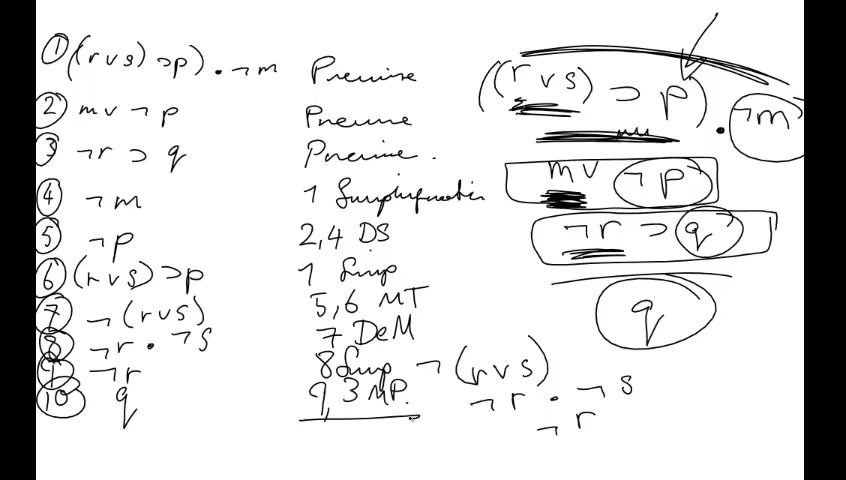 ① ((r ∨ s) ⊃ p) • ¬m Premise
② m ∨ ¬p Premise
③ ¬r ⊃ q Premise.
④ ¬m 1 Simplification
⑤ ¬p 2,4 DS
⑥ (r ∨ s) ⊃ p 1 Simp
⑦ ¬(r ∨ s) 5,6 MT
⑧ ¬r • ¬s 7 DeM
⑨ ¬r 8 Simp
⑩ q 9,3 MP.
((r ∨ s) ⊃ p) • ¬m
m ∨ ¬p
¬r ⊃ q
q
¬(r ∨ s)
¬r • ¬s
¬r